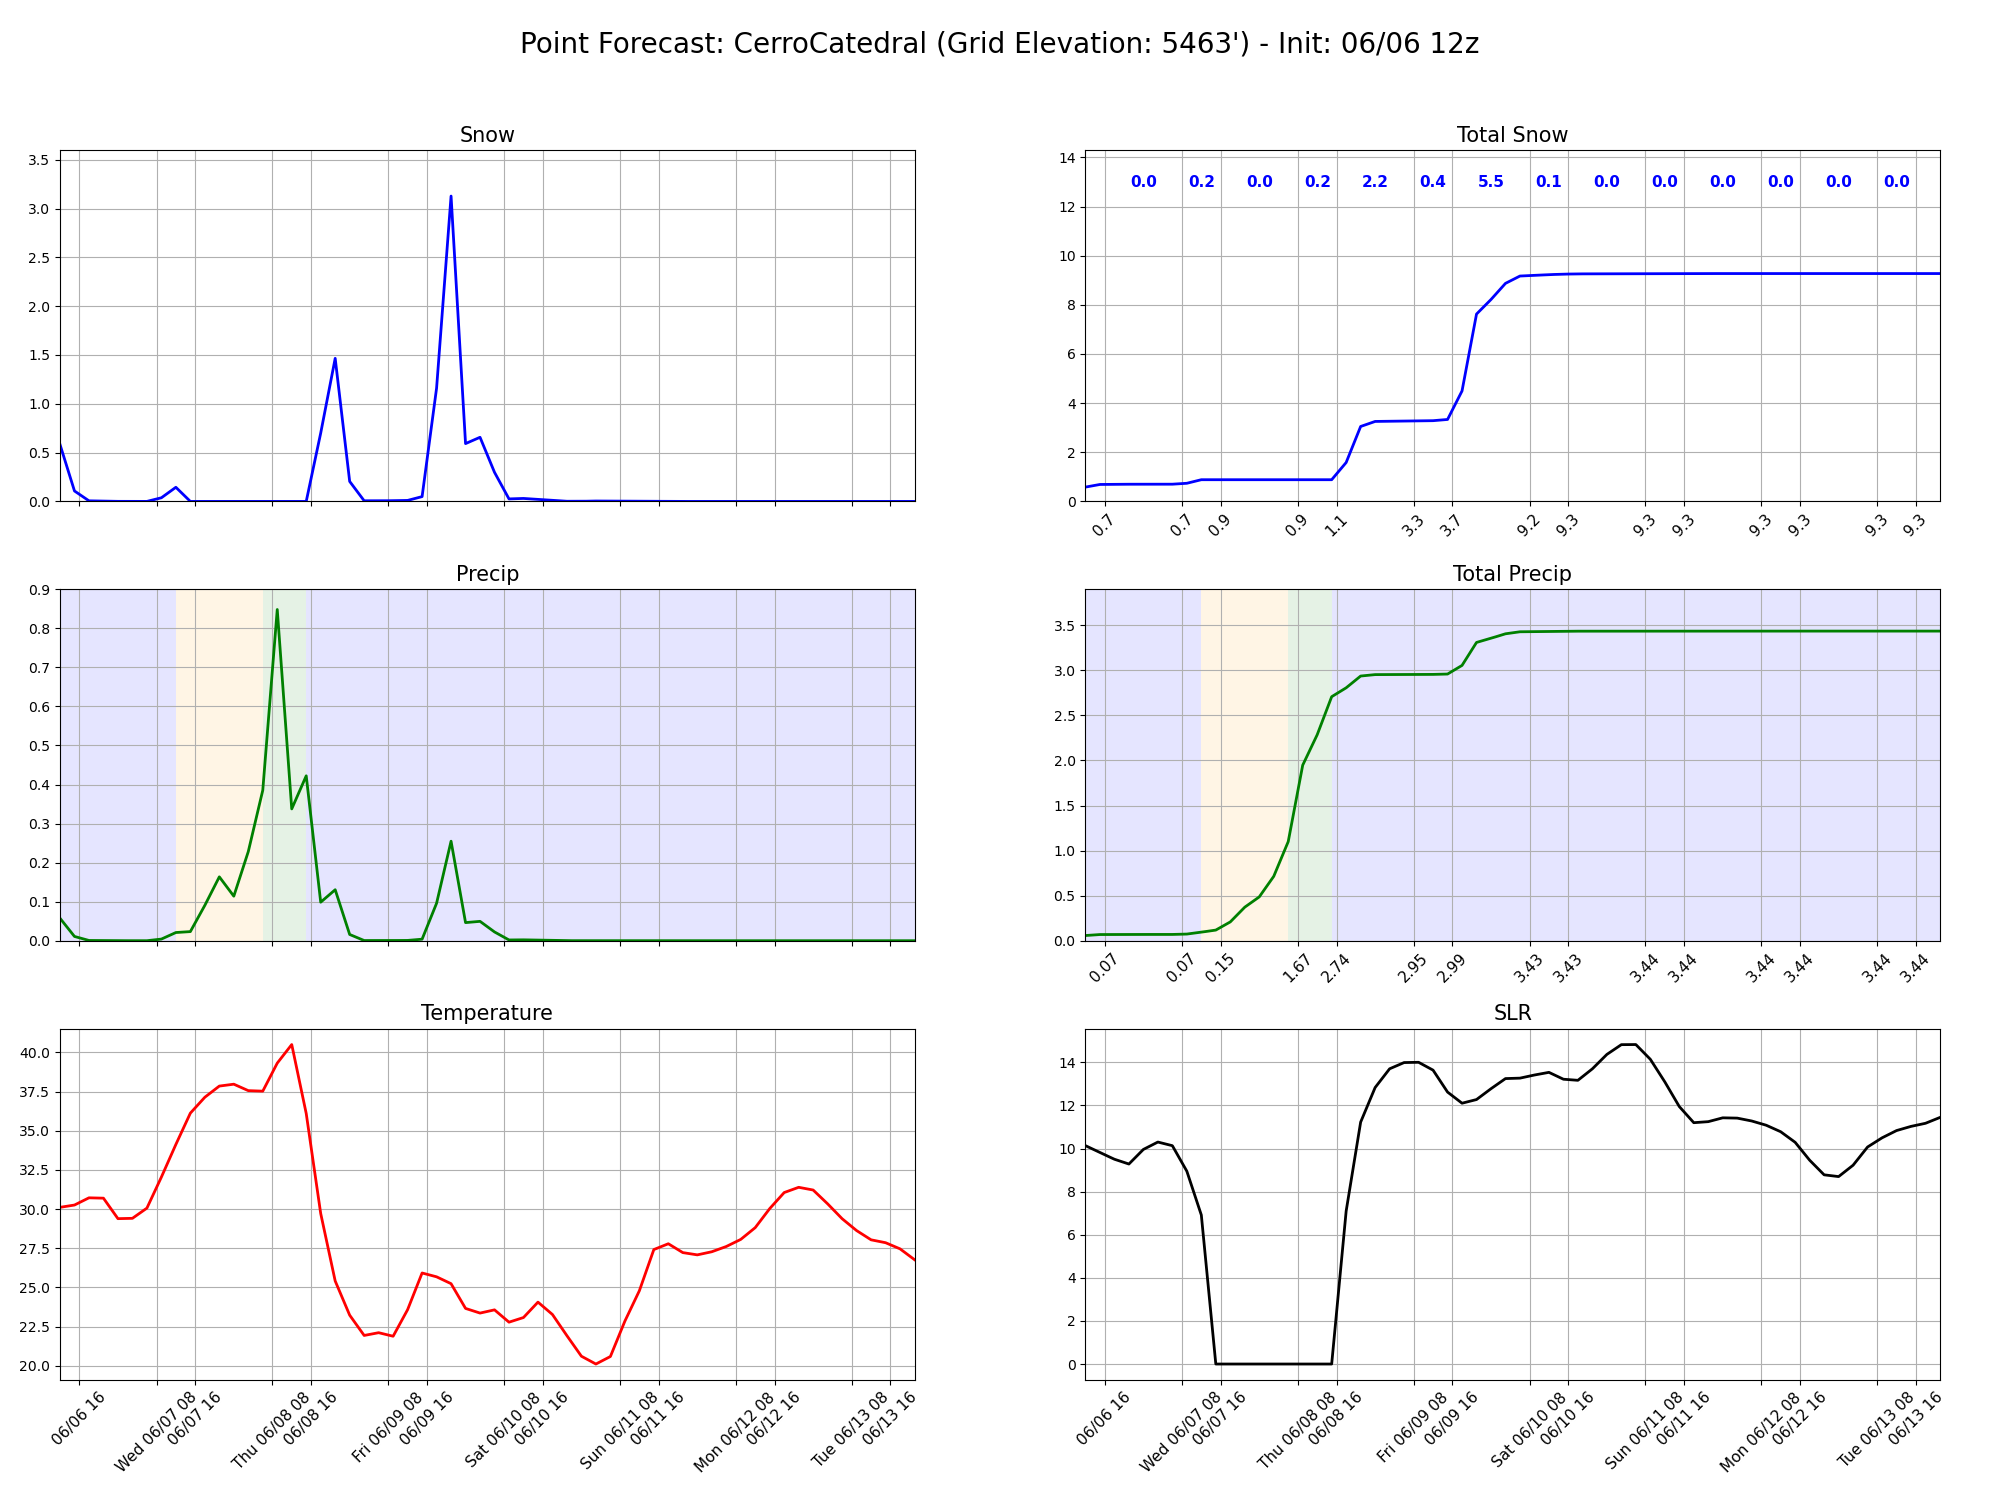 Point Forecast: CerroCatedral (Grid Elevation: 5463') - Init: 06/06 12z
Snow
3.5
3.0
2.5
2.0
1.5
1.0
0.5
0.0
Total Snow
0.0 0.2 0.0 0.2 2.2 0.4 5.5 0.1 0.0 0.0 0.0 0.0 0.0 0.0
14
12
10
8
6
4
2
0
0.7 0.7 0.9 0.9 1.1 3.3 3.7 9.2 9.3 9.3 9.3 9.3 9.3 9.3 9.3
Precip
0.9
0.8
0.7
0.6
0.5
0.4
0.3
0.2
0.1
0.0
Total Precip
3.5
3.0
2.5
2.0
1.5
1.0
0.5
0.0
0.07 0.07 0.15 1.67 2.74 2.95 2.99 3.43 3.43 3.44 3.44 3.44 3.44 3.44 3.44
Temperature
40.0
37.5
35.0
32.5
30.0
27.5
25.0
22.5
20.0
06/06 16
Wed 06/07 08
06/07 16
Thu 06/08 08
06/08 16
Fri 06/09 08
06/09 16
Sat 06/10 08
06/10 16
Sun 06/11 08
06/11 16
Mon 06/12 08
06/12 16
Tue 06/13 08
06/13 16
SLR
14
12
10
8
6
4
2
0
06/06 16
Wed 06/07 08
06/07 16
Thu 06/08 08
06/08 16
Fri 06/09 08
06/09 16
Sat 06/10 08
06/10 16
Sun 06/11 08
06/11 16
Mon 06/12 08
06/12 16
Tue 06/13 08
06/13 16